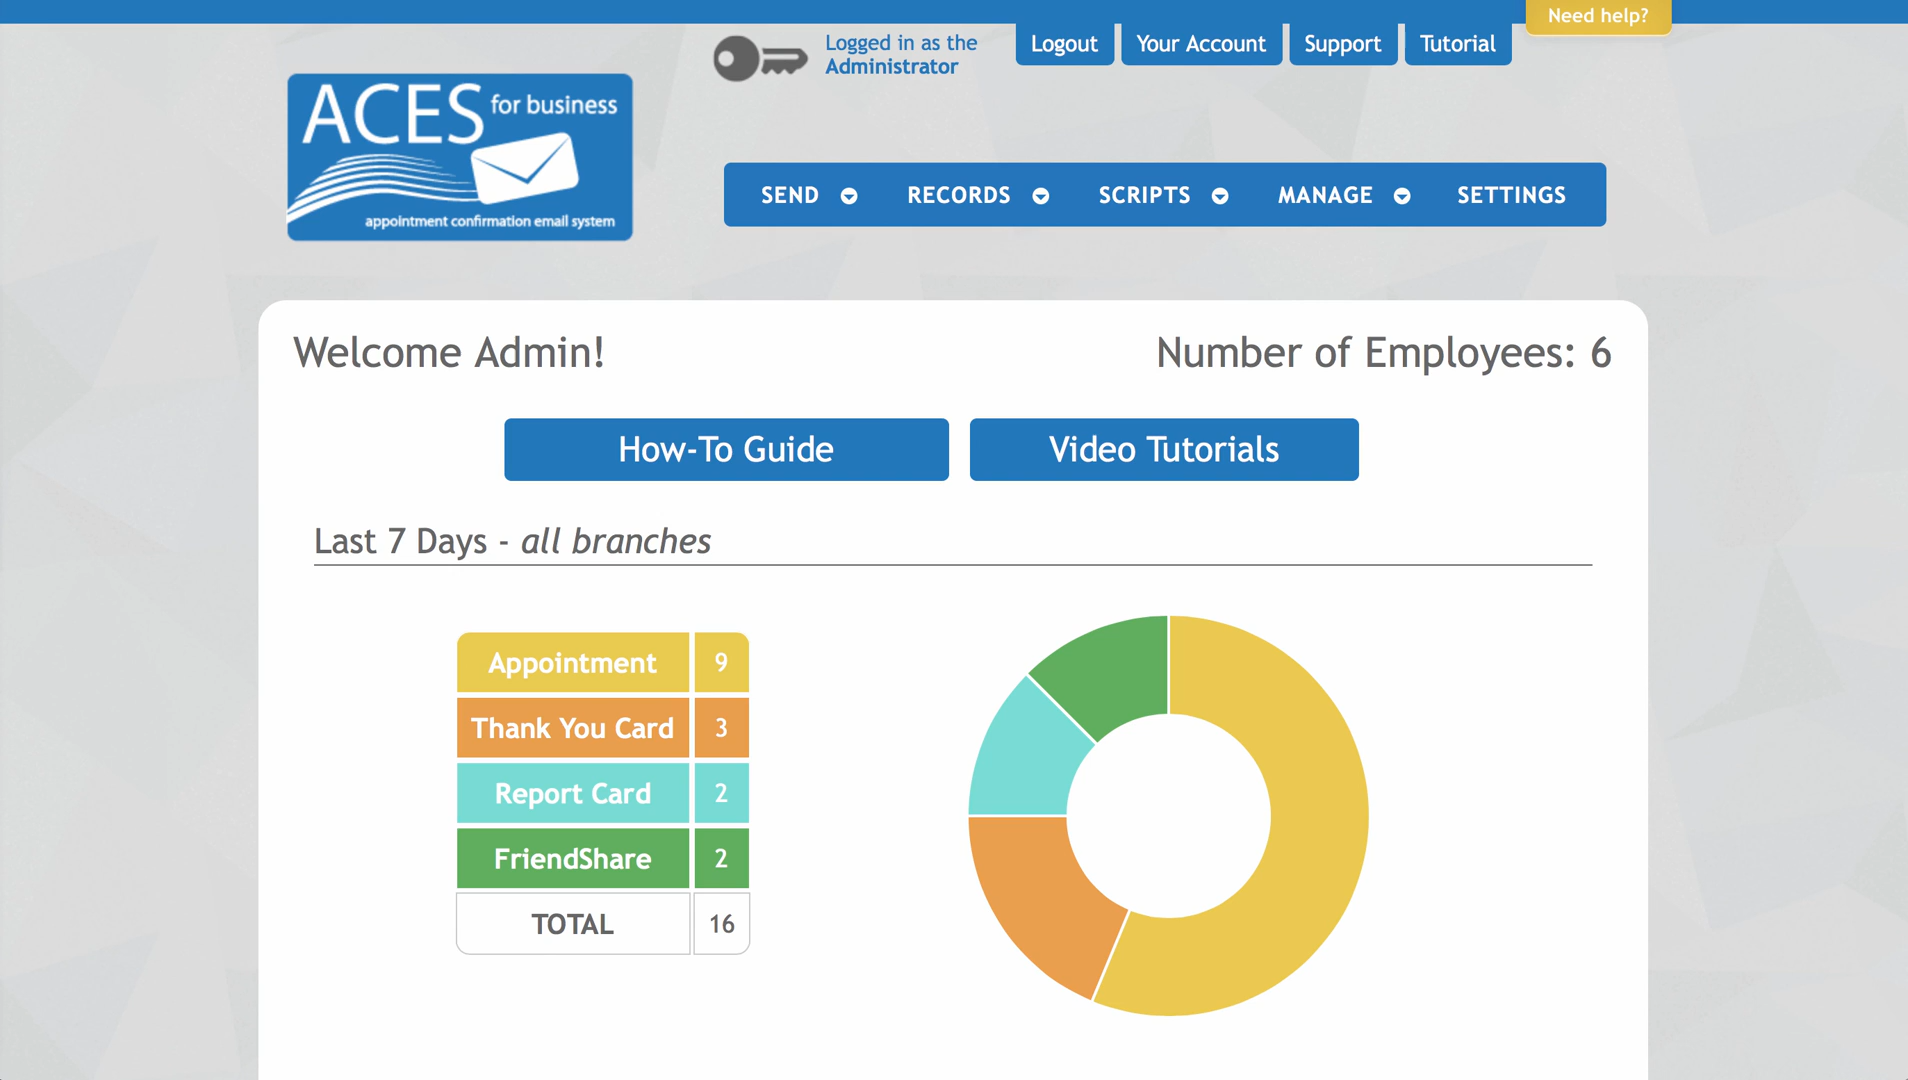 Need help?
Logged in as the
Administrator
Logout
Your Account
Support
Tutorial
ACES for business
appointment confirmation email system
SEND
RECORDS
SCRIPTS
MANAGE
SETTINGS
Welcome Admin!
Number of Employees: 6
How-To Guide
Video Tutorials
Last 7 Days - all branches
Appointment 9
Thank You Card 3
Report Card 2
FriendShare 2
TOTAL 16